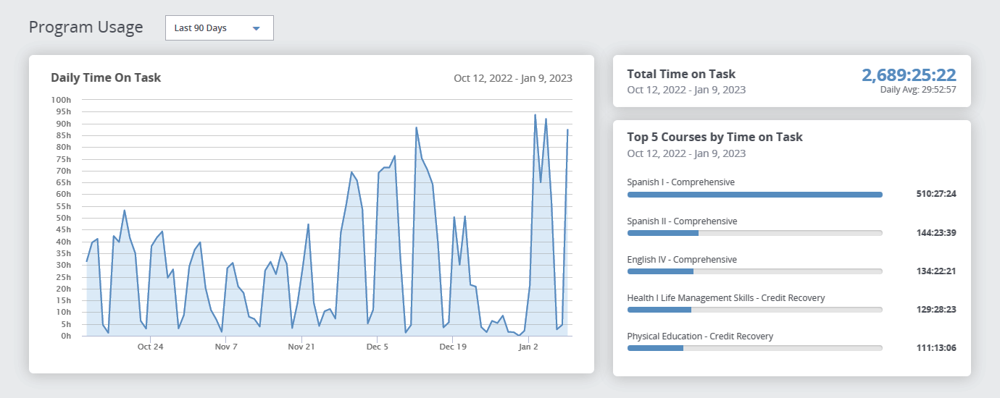 Program Usage
Last 90 Days
Daily Time On Task
Oct 12, 2022 - Jan 9, 2023
100h
95h
90h
85h
80h
75h
70h
65h
60h
55h
50h
45h
40h
35h
30h
25h
20h
15h
10h
5h
0h
Oct 24 Nov 7 Nov 21 Dec 5 Dec 19 Jan 2
Total Time on Task
2,689:25:22
Oct 12, 2022 - Jan 9, 2023
Daily Avg: 29:52:57
Top 5 Courses by Time on Task
Oct 12, 2022 - Jan 9, 2023
Spanish I - Comprehensive
510:27:24
Spanish II - Comprehensive
144:23:39
English IV - Comprehensive
134:22:21
Health I Life Management Skills - Credit Recovery
129:28:23
Physical Education - Credit Recovery
111:13:06